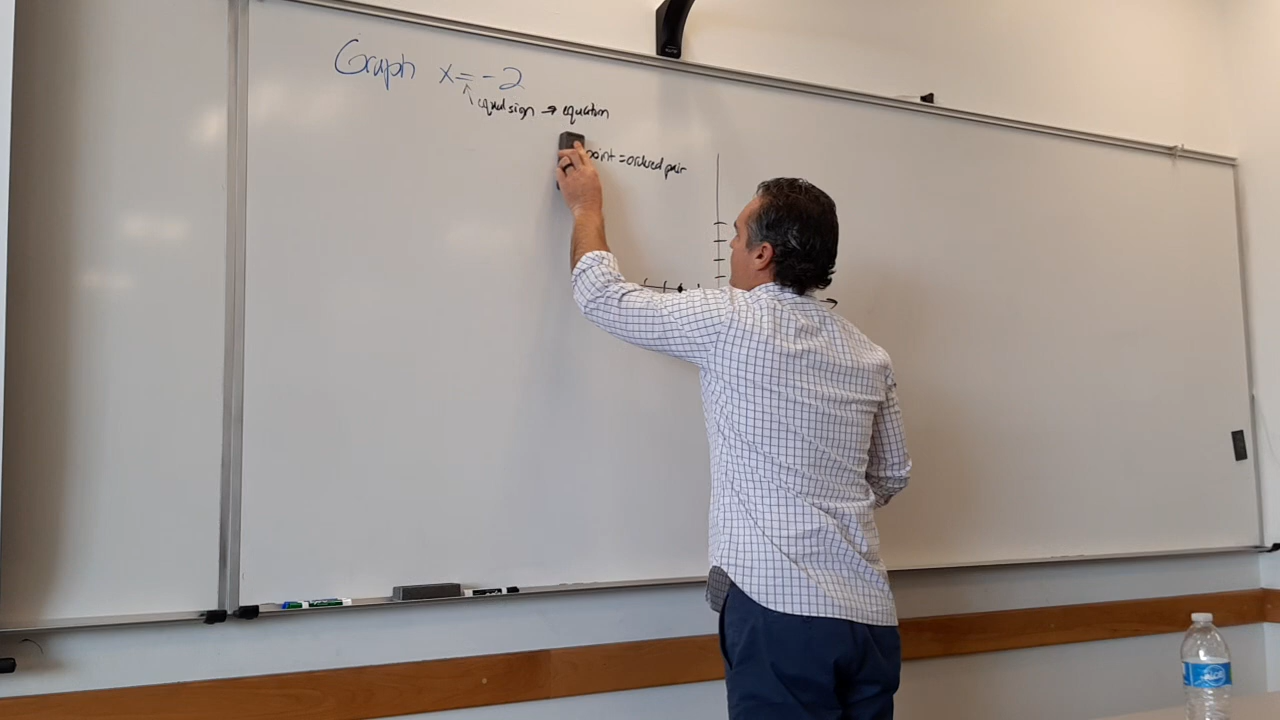 Graph x = -2
equal sign → equation
point = ordered pair